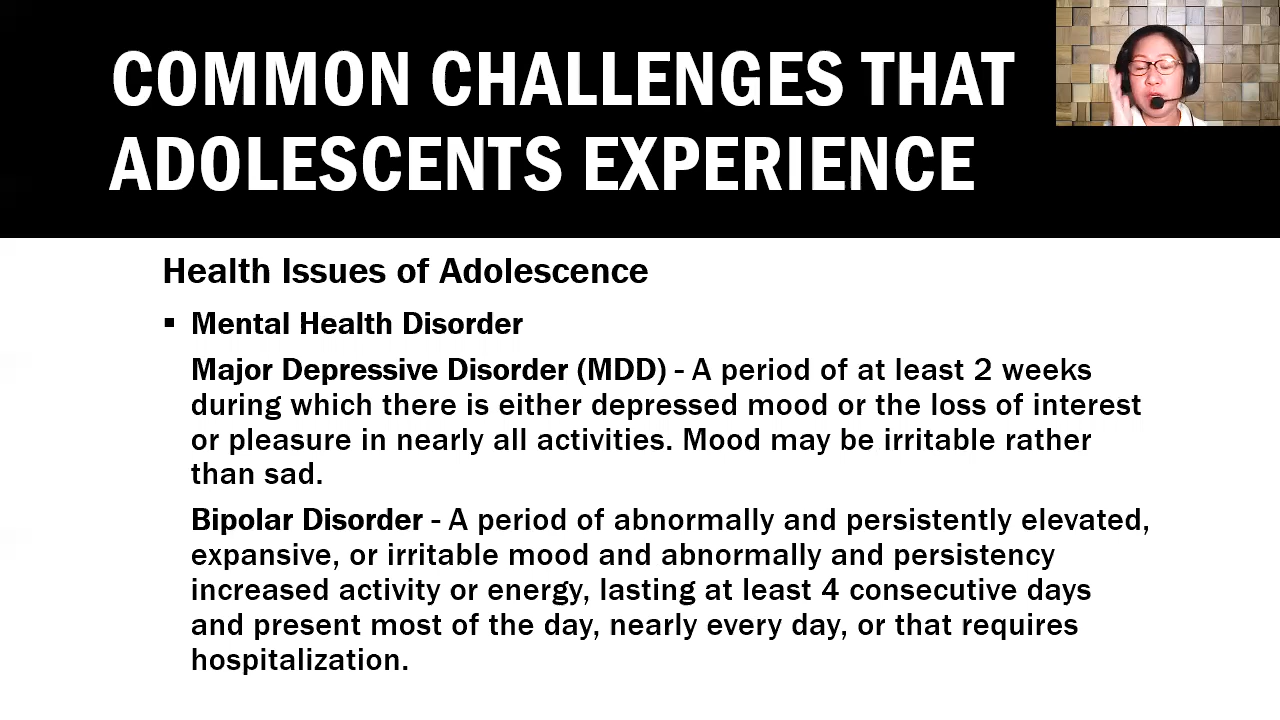 COMMON CHALLENGES THAT
ADOLESCENTS EXPERIENCE
Health Issues of Adolescence
▪ Mental Health Disorder
Major Depressive Disorder (MDD) - A period of at least 2 weeks
during which there is either depressed mood or the loss of interest
or pleasure in nearly all activities. Mood may be irritable rather
than sad.
Bipolar Disorder - A period of abnormally and persistently elevated,
expansive, or irritable mood and abnormally and persistency
increased activity or energy, lasting at least 4 consecutive days
and present most of the day, nearly every day, or that requires
hospitalization.